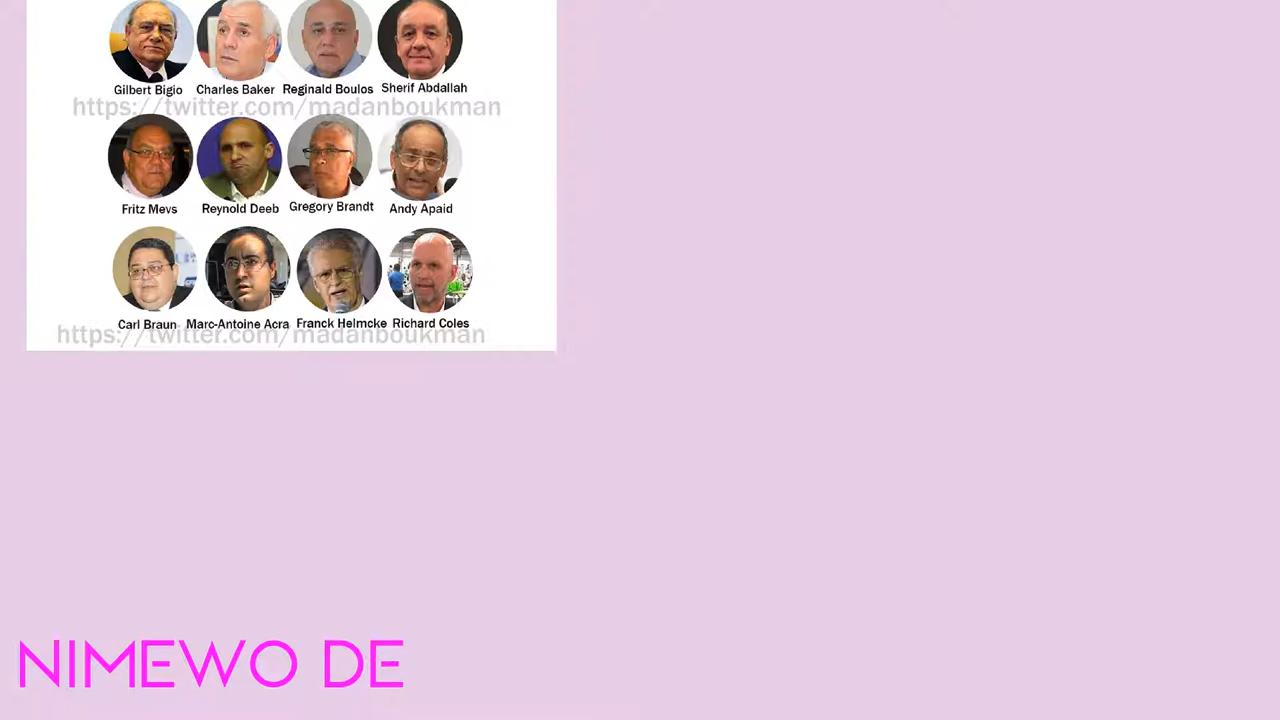 Gilbert Bigio Charles Baker Reginald Boulos Sherif Abdallah
https://twitter.com/madanboukman
Fritz Mevs Reynold Deeb Gregory Brandt Andy Apaid
Carl Braun Marc-Antoine Acra Franck Helmcke Richard Coles
https://twitter.com/madanboukman
NIMEWO DE